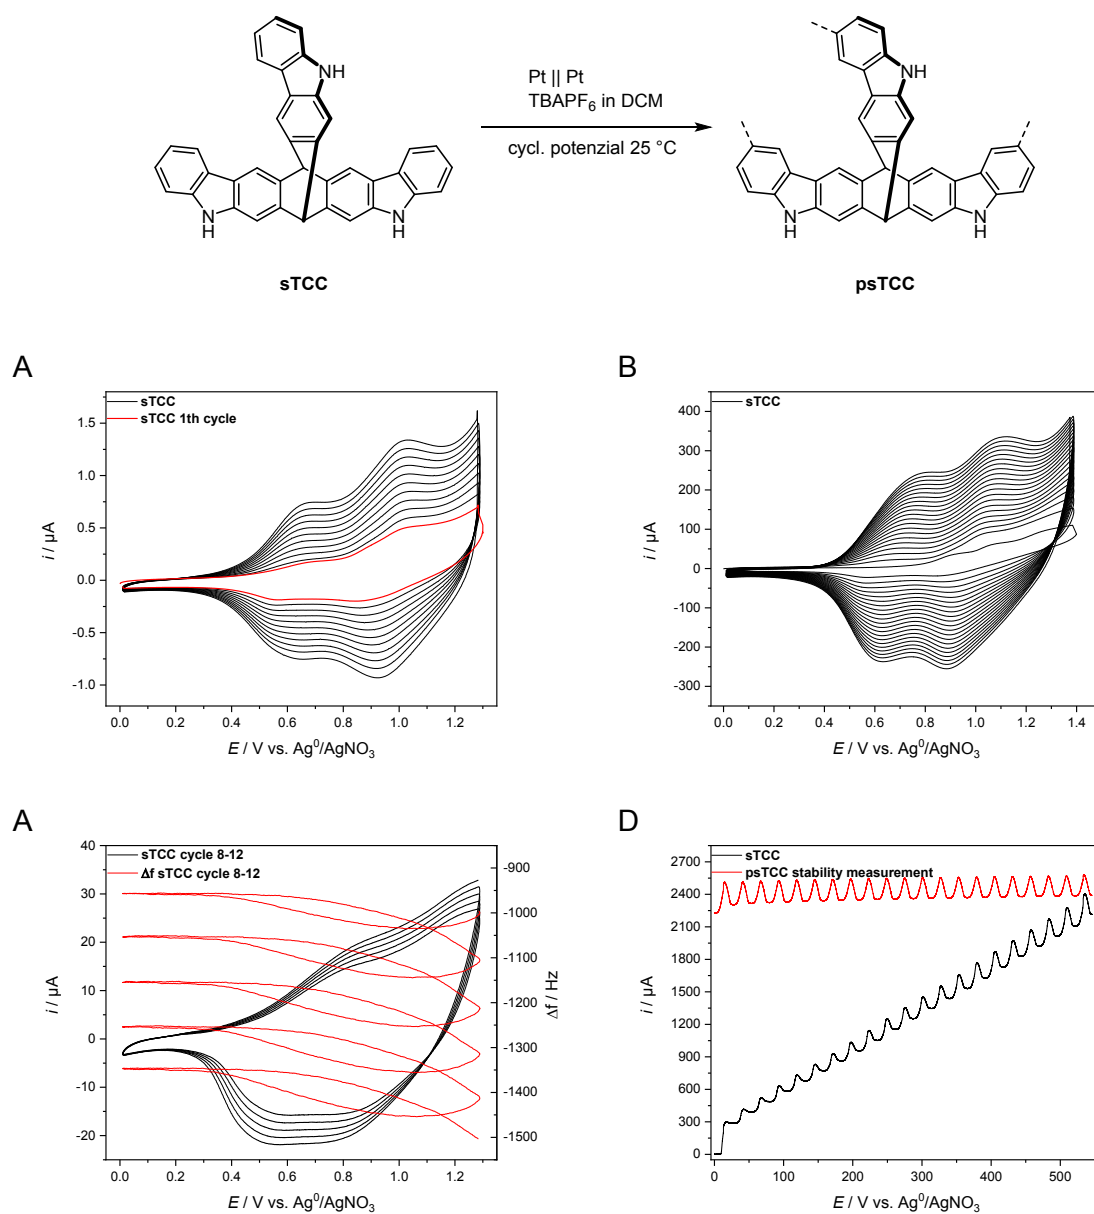 NH
NH
Pt || Pt
TBAPF6 in DCM
cycl. potenzial 25 °C
N
H
N
H
N
H
N
H
sTCC
psTCC
A
B
sTCC
sTCC 1th cycle
1.5
1.0
0.5
0.0
-0.5
-1.0
i / µA
0.0 0.2 0.4 0.6 0.8 1.0 1.2
E / V vs. Ag0/AgNO3
sTCC
400
300
200
100
0
-100
-200
-300
i / µA
0.0 0.2 0.4 0.6 0.8 1.0 1.2 1.4
E / V vs. Ag0/AgNO3
A
D
sTCC cycle 8-12
Δf sTCC cycle 8-12
40
30
20
10
0
-10
-20
i / µA
-900
-1000
-1100
-1200
-1300
-1400
-1500
Δf / Hz
0.0 0.2 0.4 0.6 0.8 1.0 1.2
E / V vs. Ag0/AgNO3
sTCC
psTCC stability measurement
2700
2400
2100
1800
1500
1200
900
600
300
0
i / µA
0 100 200 300 400 500
E / V vs. Ag0/AgNO3